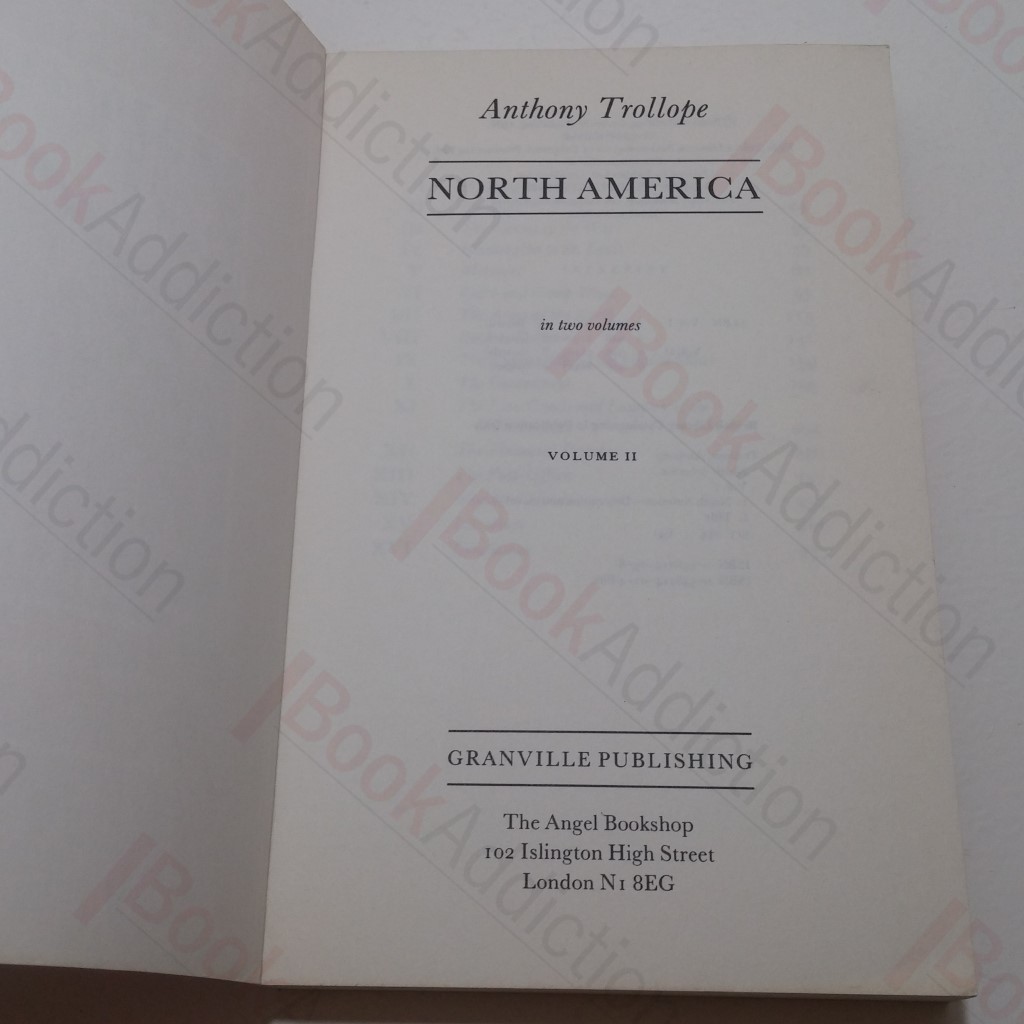 Anthony Trollope
NORTH AMERICA
in two volumes
VOLUME II
GRANVILLE PUBLISHING
The Angel Bookshop
102 Islington High Street
London N1 8EG
BookAddiction